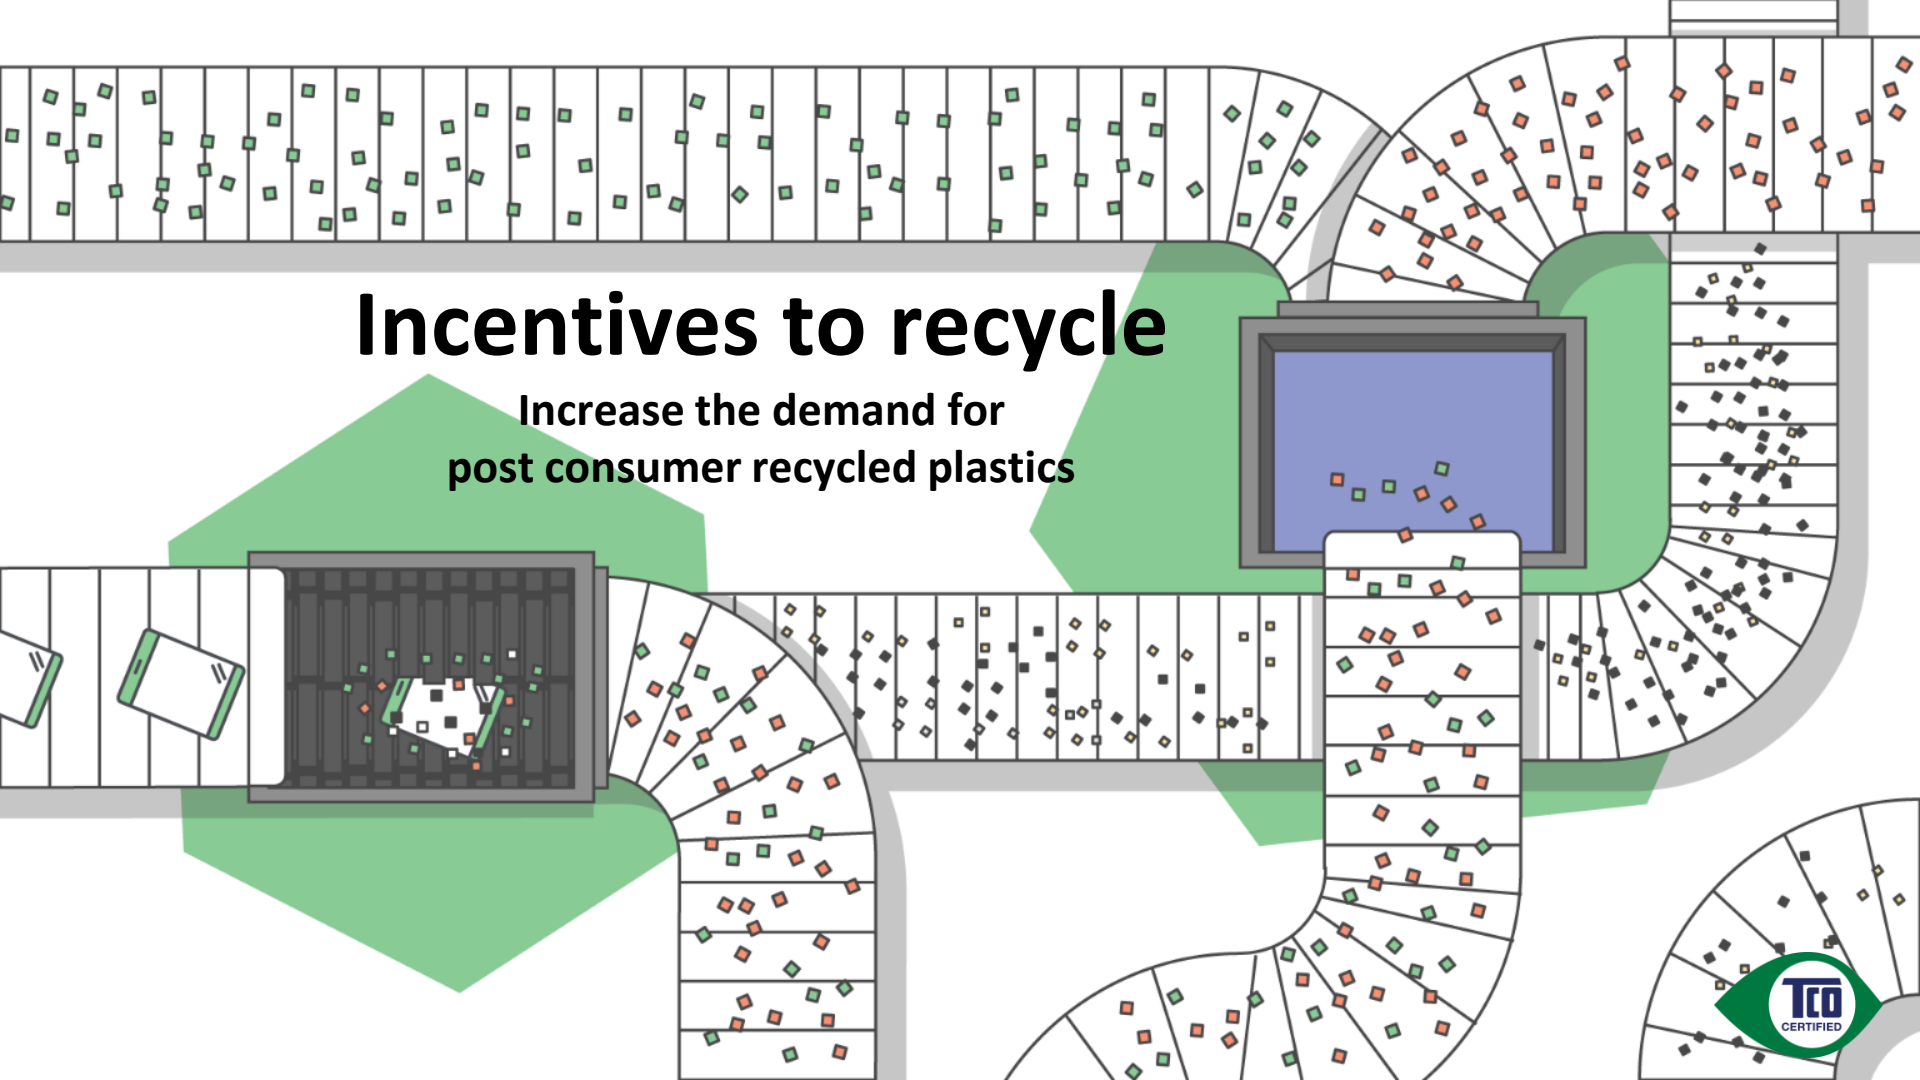 Incentives to recycle
Increase the demand for
post consumer recycled plastics
TCO
CERTIFIED